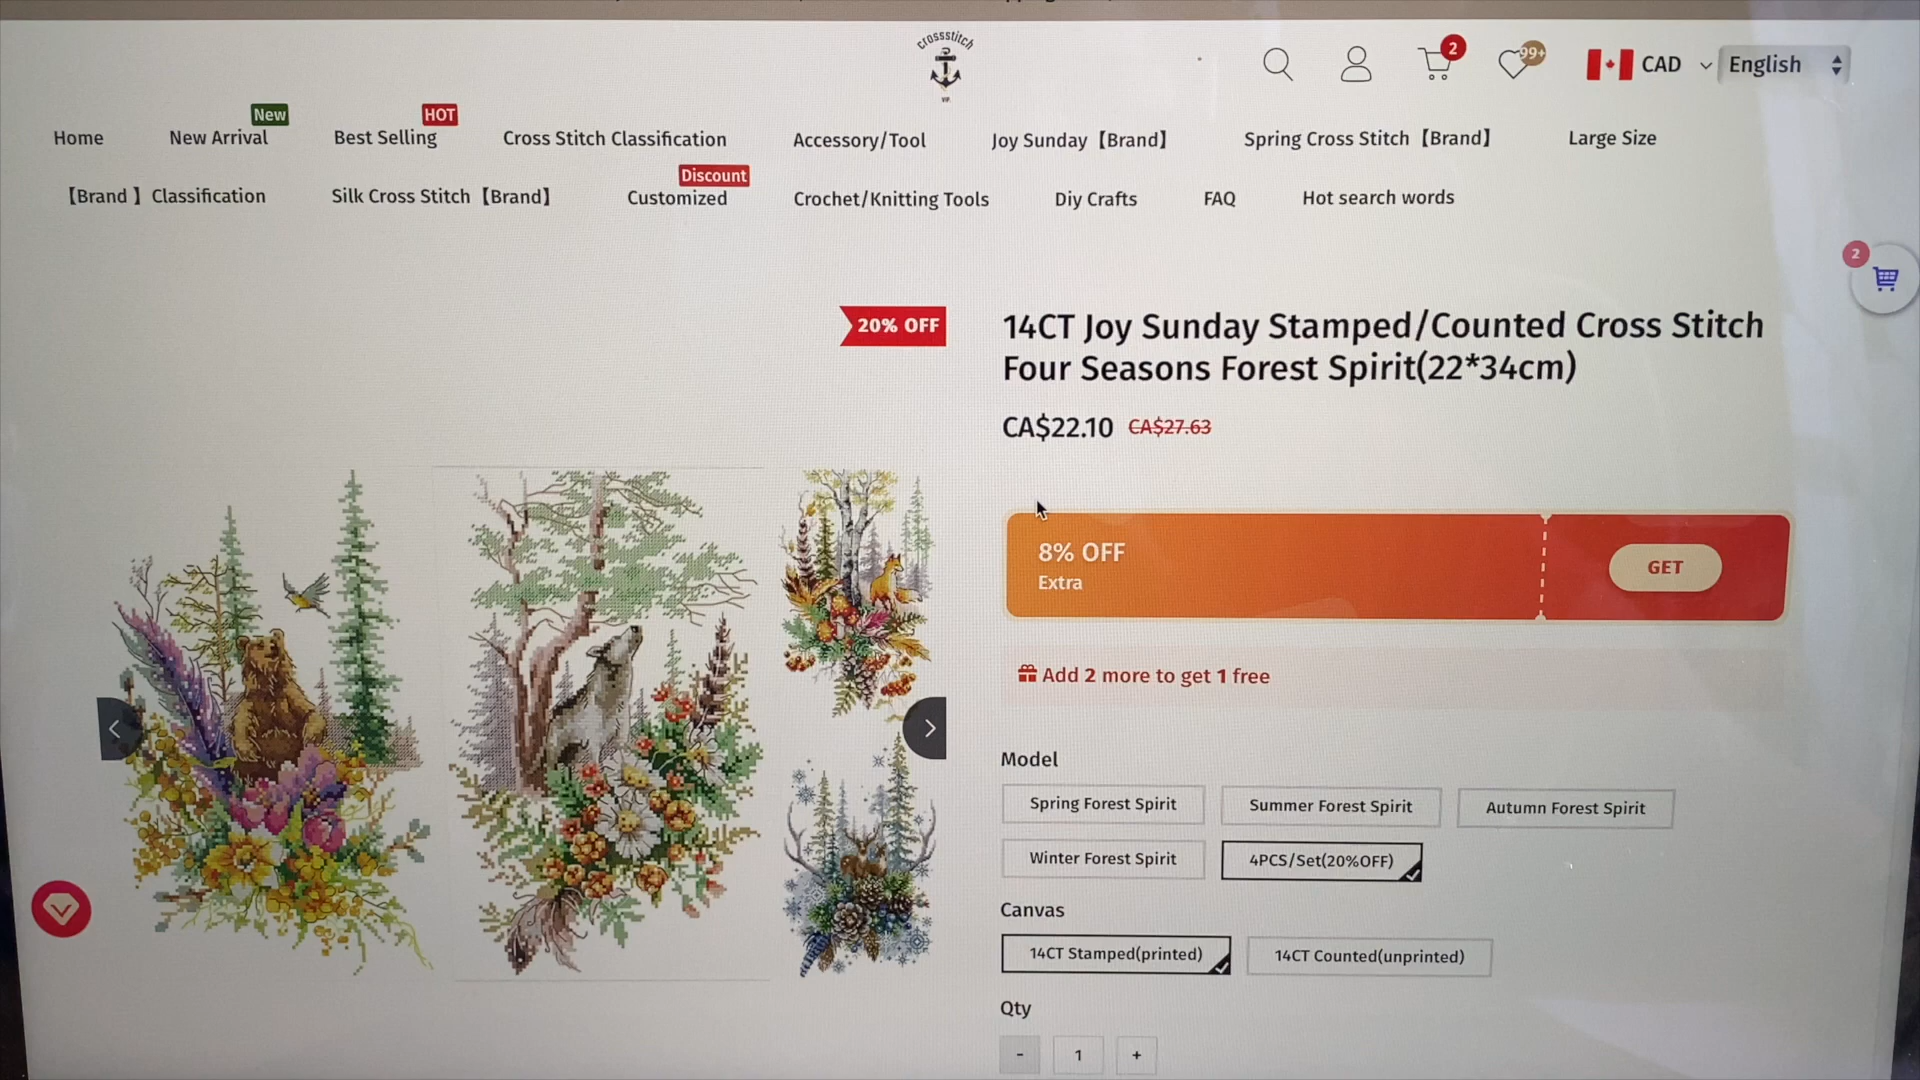 crossstitch
VIP
2
99+
CAD
English
New
HOT
Home
New Arrival
Best Selling
Cross Stitch Classification
Accessory/Tool
Joy Sunday【Brand】
Spring Cross Stitch【Brand】
Large Size
Discount
【Brand 】Classification
Silk Cross Stitch【Brand】
Customized
Crochet/Knitting Tools
Diy Crafts
FAQ
Hot search words
2
20% OFF
14CT Joy Sunday Stamped/Counted Cross Stitch
Four Seasons Forest Spirit(22*34cm)
CA$22.10 CA$27.63
8% OFF
Extra
GET
Add 2 more to get 1 free
Model
Spring Forest Spirit
Summer Forest Spirit
Autumn Forest Spirit
Winter Forest Spirit
4PCS/Set(20%OFF)
Canvas
14CT Stamped(printed)
14CT Counted(unprinted)
Qty
- 1 +